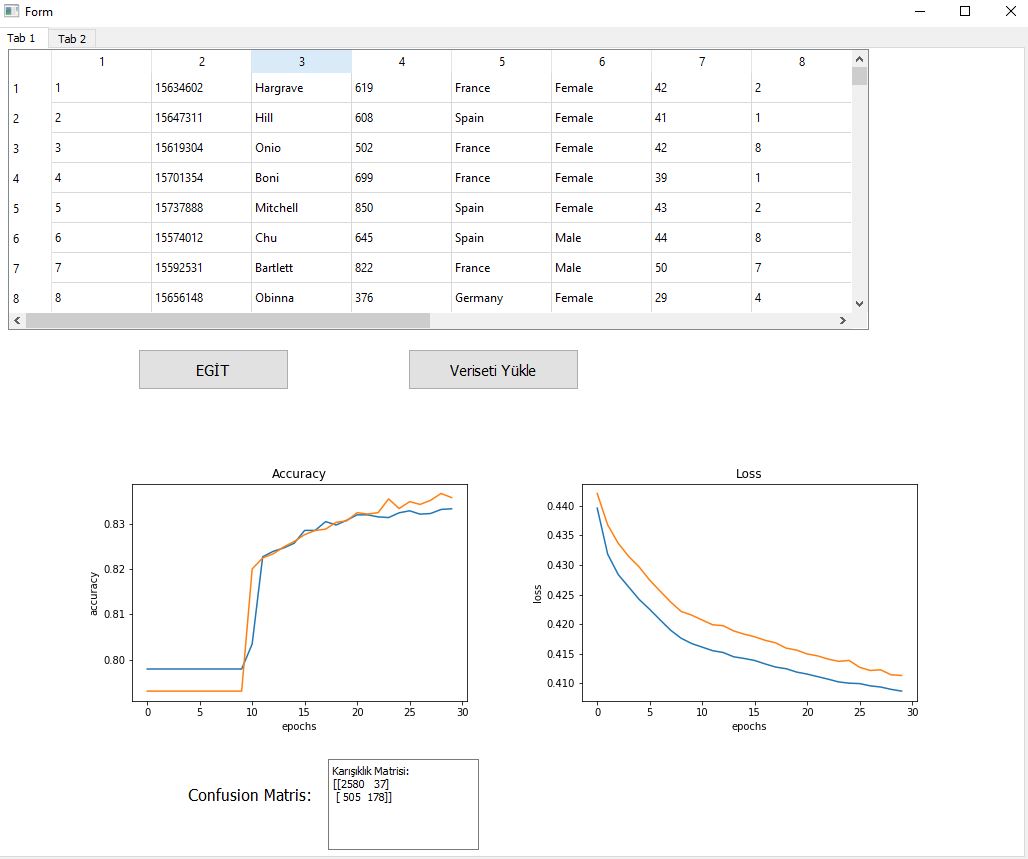 Form
Tab 1 Tab 2
1 2 3 4 5 6 7 8
1 1 15634602 Hargrave 619 France Female 42 2
2 2 15647311 Hill 608 Spain Female 41 1
3 3 15619304 Onio 502 France Female 42 8
4 4 15701354 Boni 699 France Female 39 1
5 5 15737888 Mitchell 850 Spain Female 43 2
6 6 15574012 Chu 645 Spain Male 44 8
7 7 15592531 Bartlett 822 France Male 50 7
8 8 15656148 Obinna 376 Germany Female 29 4
EGİT Veriseti Yükle
Accuracy
0.83
0.82
0.81
0.80
accuracy
0 5 10 15 20 25 30
epochs
Loss
0.440
0.435
0.430
0.425
0.420
0.415
0.410
loss
0 5 10 15 20 25 30
epochs
Confusion Matris:
Karışıklık Matrisi:
[[2580 37]
[ 505 178]]